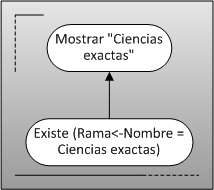 Mostrar "Ciencias
exactas"
Existe (Rama<-Nombre =
Ciencias exactas)